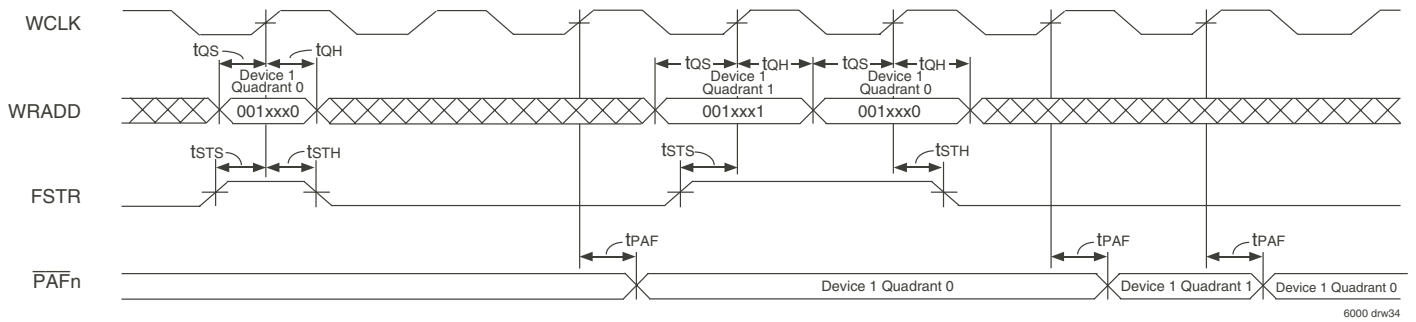 WCLK
tQS
tQH
tQS
tQH
tQS
tQH
Device 1
Quadrant 0
Device 1
Quadrant 1
Device 1
Quadrant 0
WRADD
001xxx0
001xxx1
001xxx0
tSTS
tSTH
tSTS
tSTH
FSTR
tPAF
tPAF
tPAF
PAFn
Device 1 Quadrant 0
Device 1 Quadrant 1
Device 1 Quadrant 0
6000 drw34